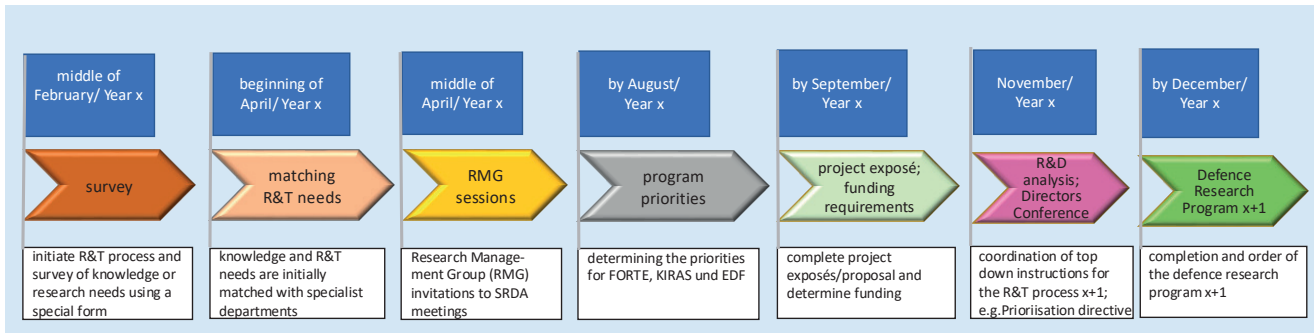 middle of
February/ Year x
beginning of
April/ Year x
middle of
April/ Year x
by August/
Year x
by September/
Year x
November/
Year x
by December/
Year x
survey
matching
R&T needs
RMG
sessions
program
priorities
project exposé;
funding
requirements
R&D
analysis;
Directors
Conference
Defence
Research
Program x+1
initiate R&T process and
survey of knowledge or
research needs using a
special form
knowledge and R&T
needs are initially
matched with specialist
departments
Research Manage-
ment Group (RMG)
invitations to SRDA
meetings
determining the priorities
for FORTE, KIRAS und EDF
complete project
exposés/proposal and
determine funding
coordination of top
down instructions for
the R&T process x+1;
e.g.Priorisation directive
completion and order of
the defence research
program x+1